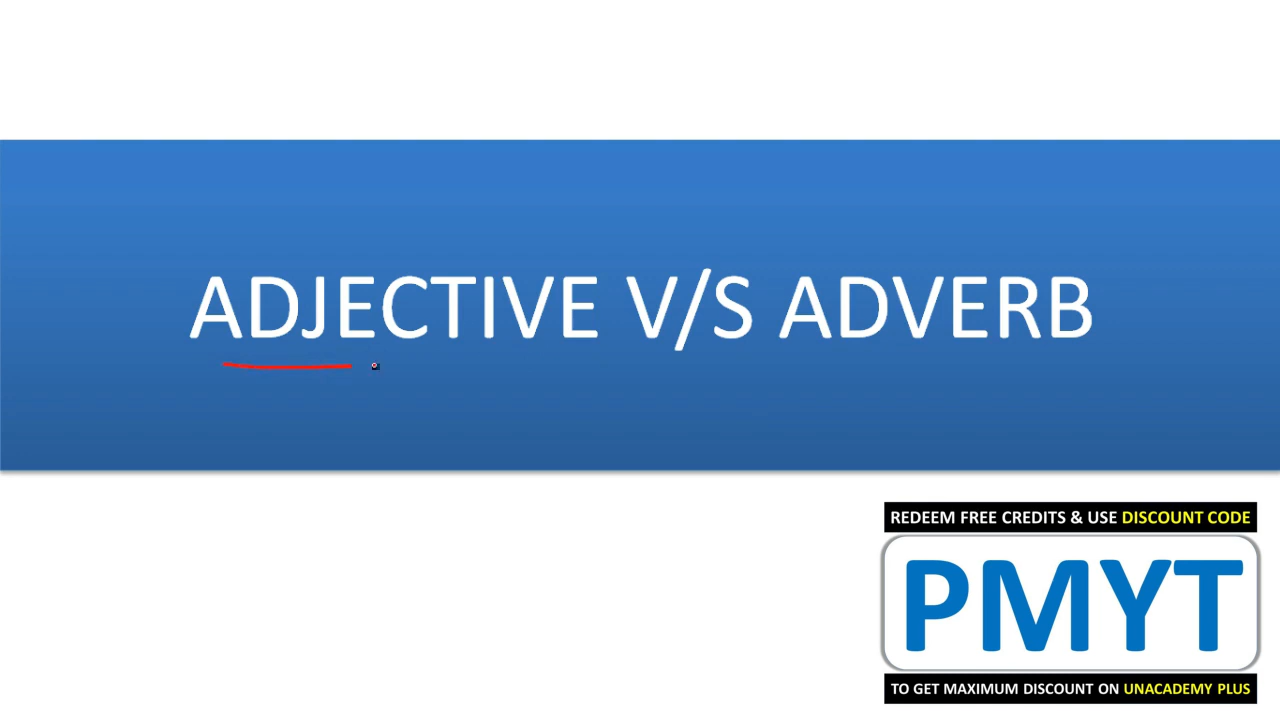 ADJECTIVE V/S ADVERB
REDEEM FREE CREDITS & USE DISCOUNT CODE
PMYT
TO GET MAXIMUM DISCOUNT ON UNACADEMY PLUS